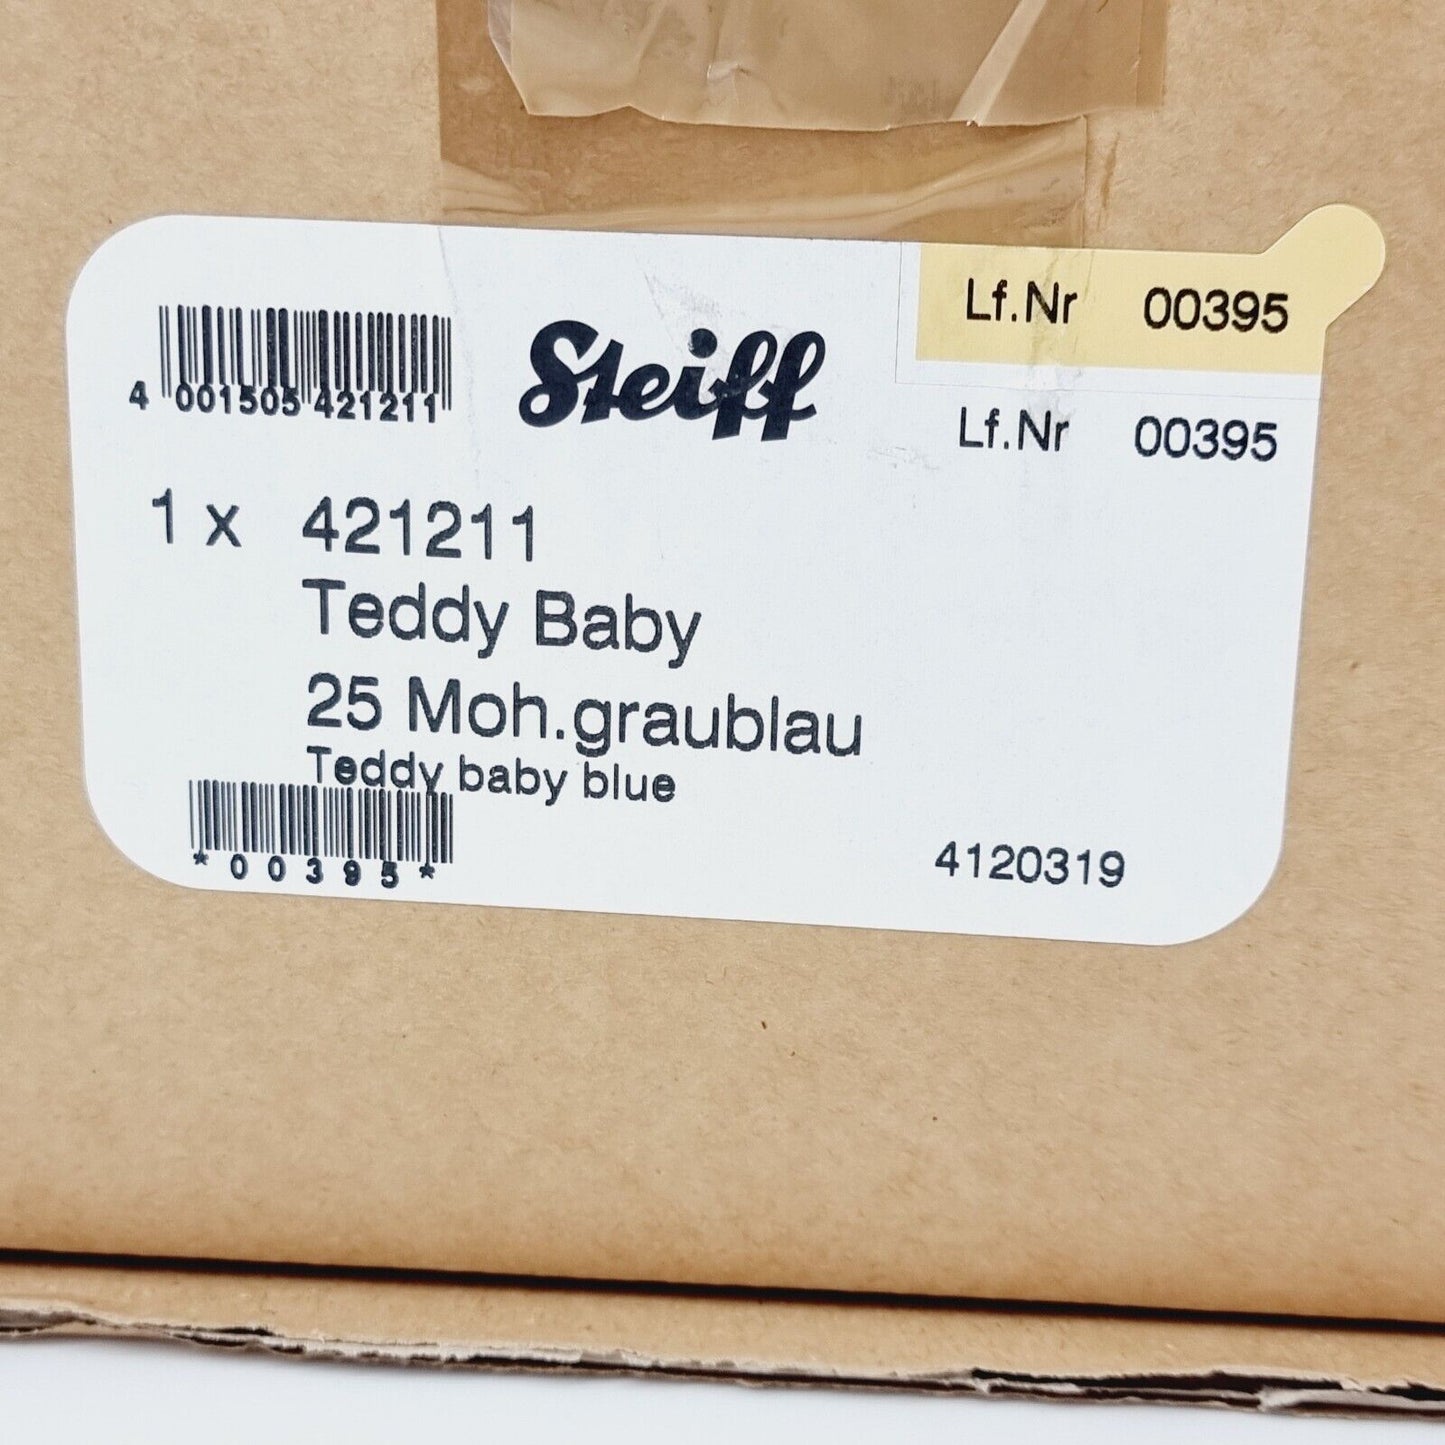 Lf.Nr 00395
4 001505 421211
Steiff
Lf.Nr 00395
1 x 421211
Teddy Baby
25 Moh.graublau
Teddy baby blue
*00395*
4120319